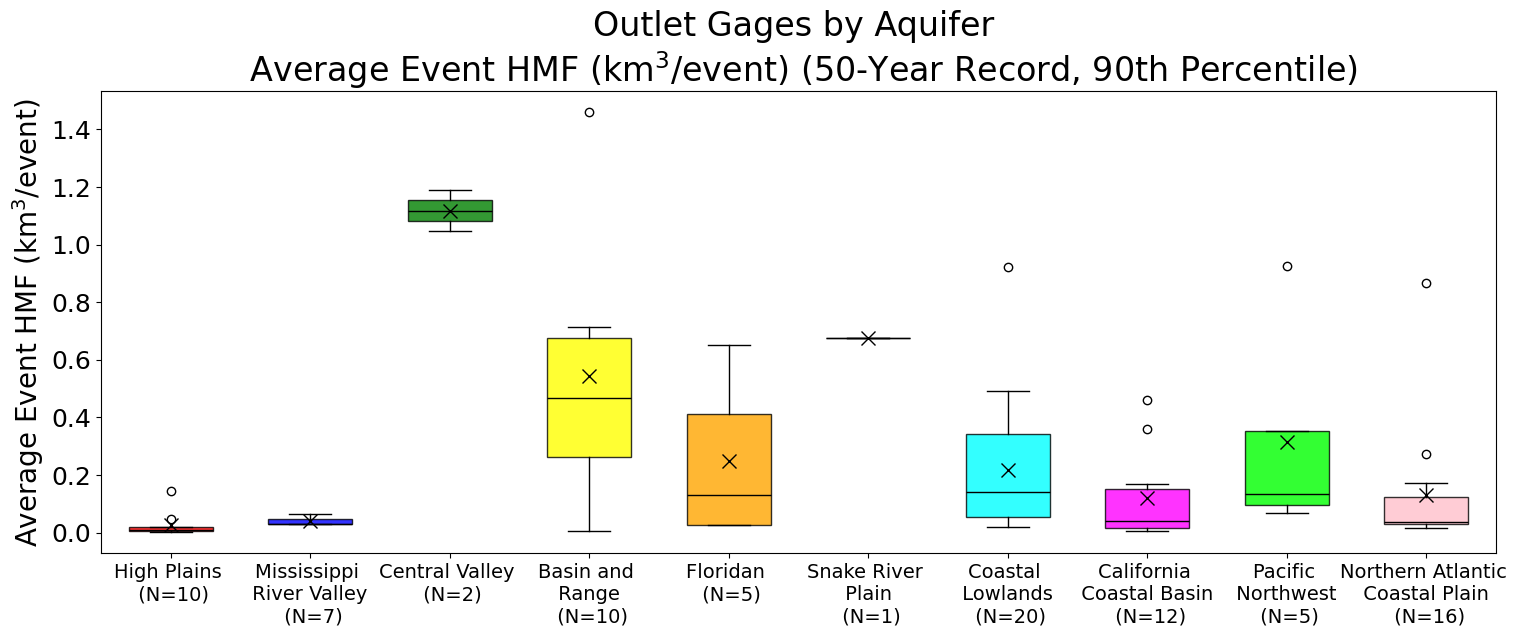 Outlet Gages by Aquifer
Average Event HMF (km³/event) (50-Year Record, 90th Percentile)
Average Event HMF (km³/event)
1.4
1.2
1.0
0.8
0.6
0.4
0.2
0.0
High Plains
(N=10)
Mississippi
River Valley
(N=7)
Central Valley
(N=2)
Basin and
Range
(N=10)
Floridan
(N=5)
Snake River
Plain
(N=1)
Coastal
Lowlands
(N=20)
California
Coastal Basin
(N=12)
Pacific
Northwest
(N=5)
Northern Atlantic
Coastal Plain
(N=16)